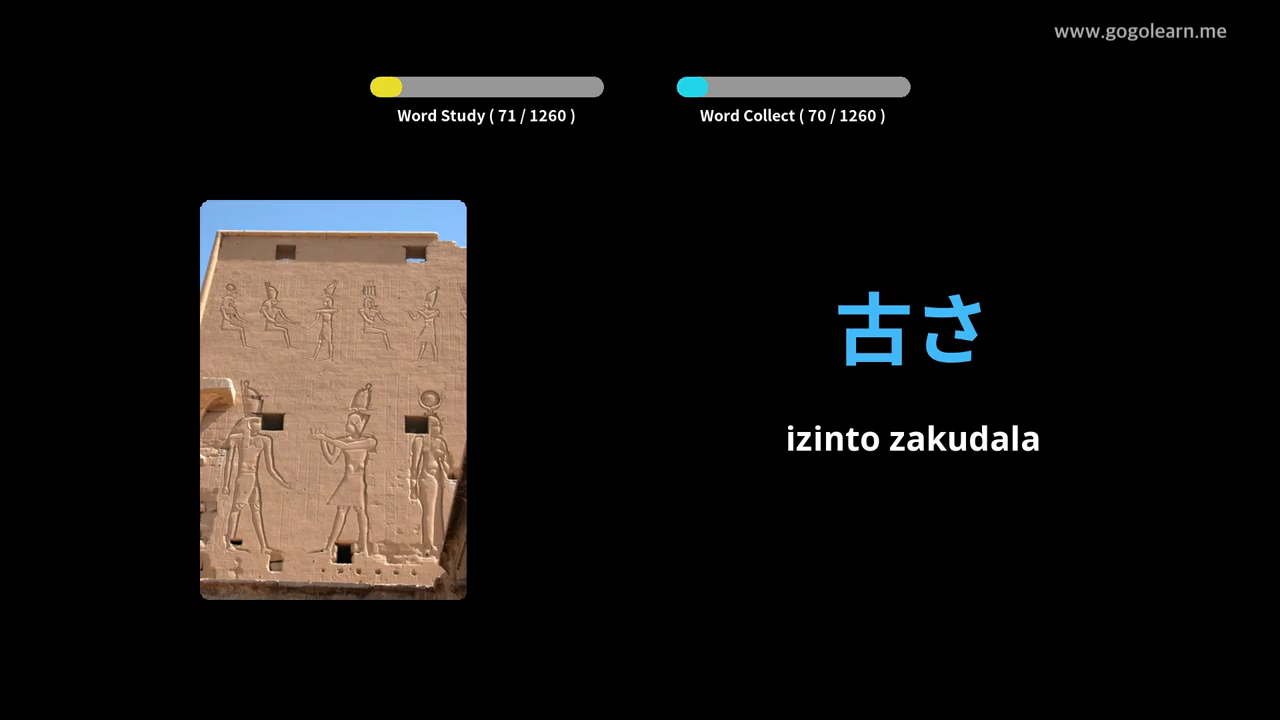 www.gogolearn.me
Word Study ( 71 / 1260 )
Word Collect ( 70 / 1260 )
古さ
izinto zakudala